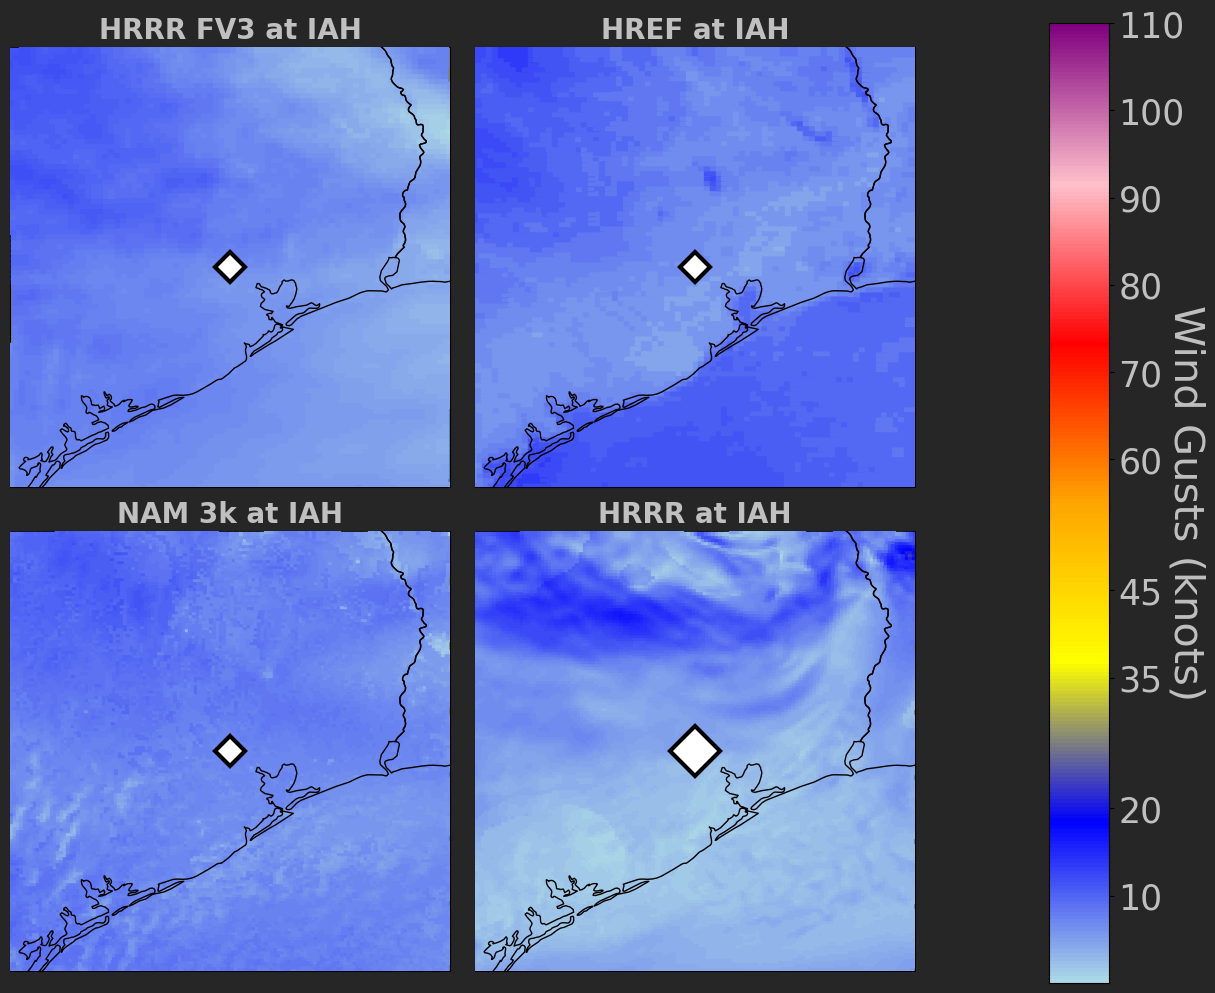 HRRR FV3 at IAH
HREF at IAH
NAM 3k at IAH
HRRR at IAH
110
100
90
80
70
60
45
35
20
10
Wind Gusts (knots)